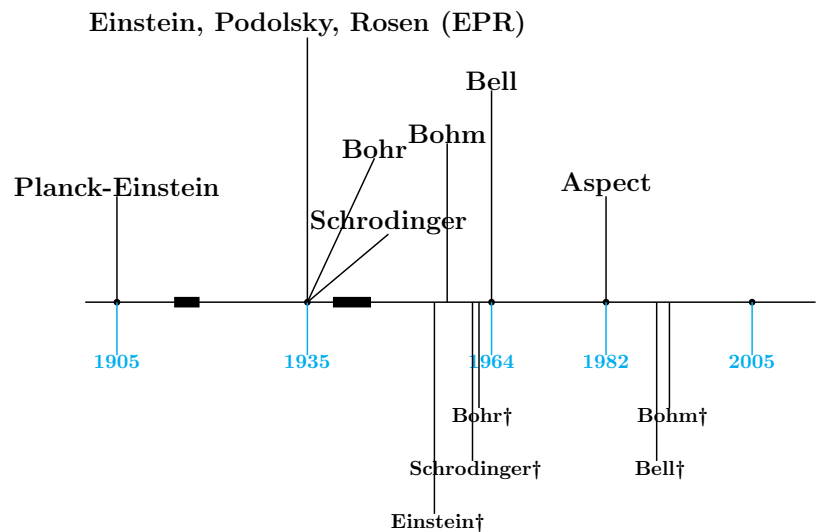 Einstein, Podolsky, Rosen (EPR)
Bell
Bohm
Bohr
Planck-Einstein
Aspect
Schrodinger
1905
1935
1964
1982
2005
Bohr†
Bohm†
Schrodinger†
Bell†
Einstein†